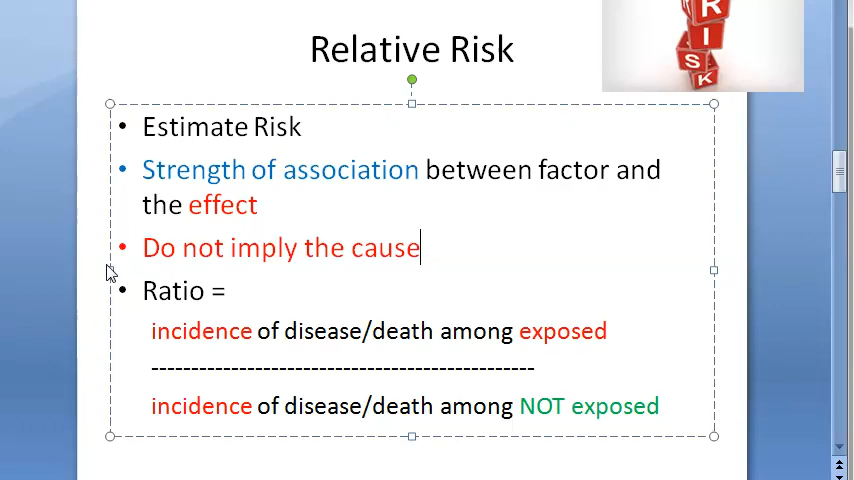 Relative Risk
R
I
S
K
• Estimate Risk
• Strength of association between factor and
the effect
• Do not imply the cause
• Ratio =
incidence of disease/death among exposed
------------------------------------------------
incidence of disease/death among NOT exposed